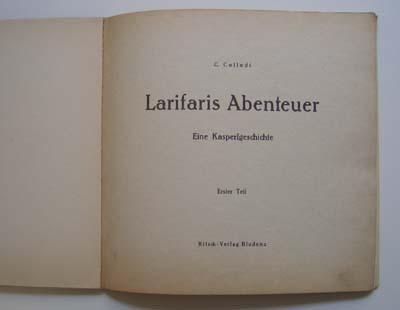 C. Collodi
Larifaris Abenteuer
Eine Kasperlgeschichte
Erster Teil
Ritsch-Verlag Bludenz